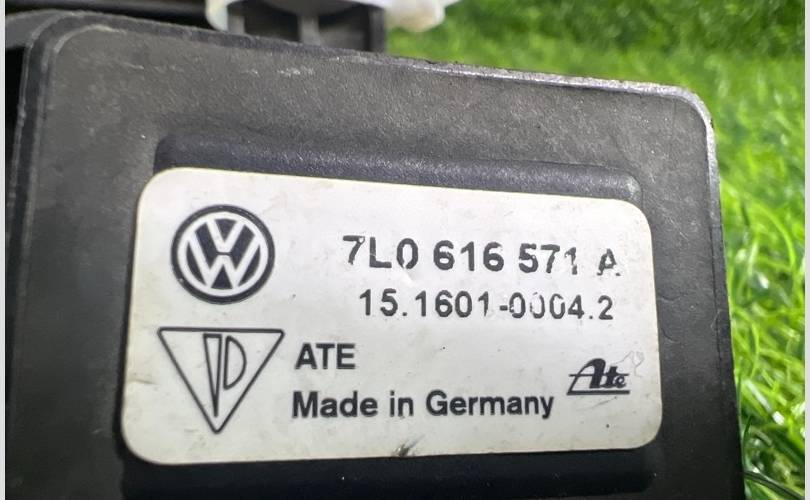 7L0 616 571 A
15.1601-0004.2
ATE
Ate
Made in Germany